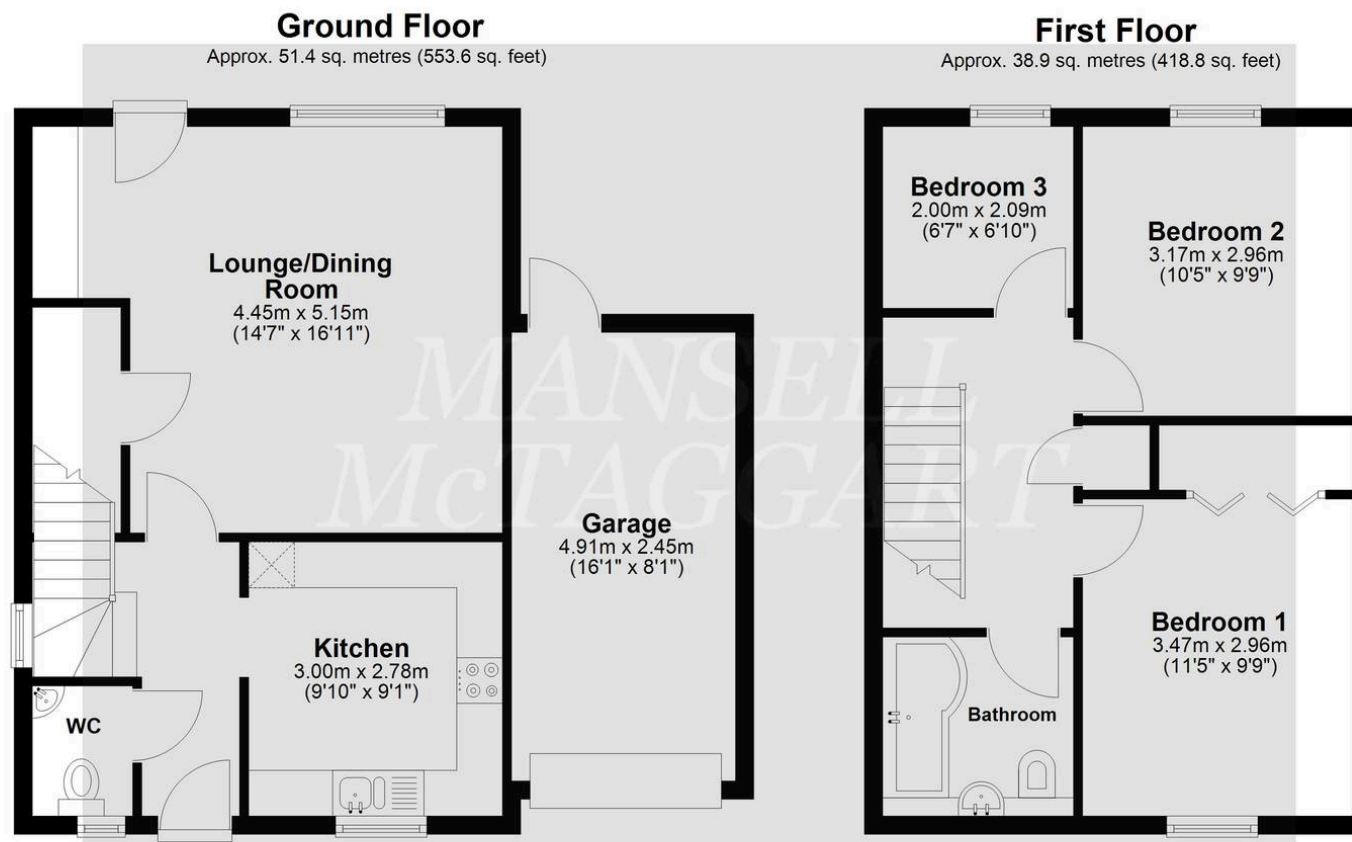 Ground Floor
Approx. 51.4 sq. metres (553.6 sq. feet)
Lounge/Dining
Room
4.45m x 5.15m
(14'7" x 16'11")
Garage
4.91m x 2.45m
(16'1" x 8'1")
Kitchen
3.00m x 2.78m
(9'10" x 9'1")
WC
First Floor
Approx. 38.9 sq. metres (418.8 sq. feet)
Bedroom 3
2.00m x 2.09m
(6'7" x 6'10")
Bedroom 2
3.17m x 2.96m
(10'5" x 9'9")
Bedroom 1
3.47m x 2.96m
(11'5" x 9'9")
Bathroom
MANSELL
McTAGGART